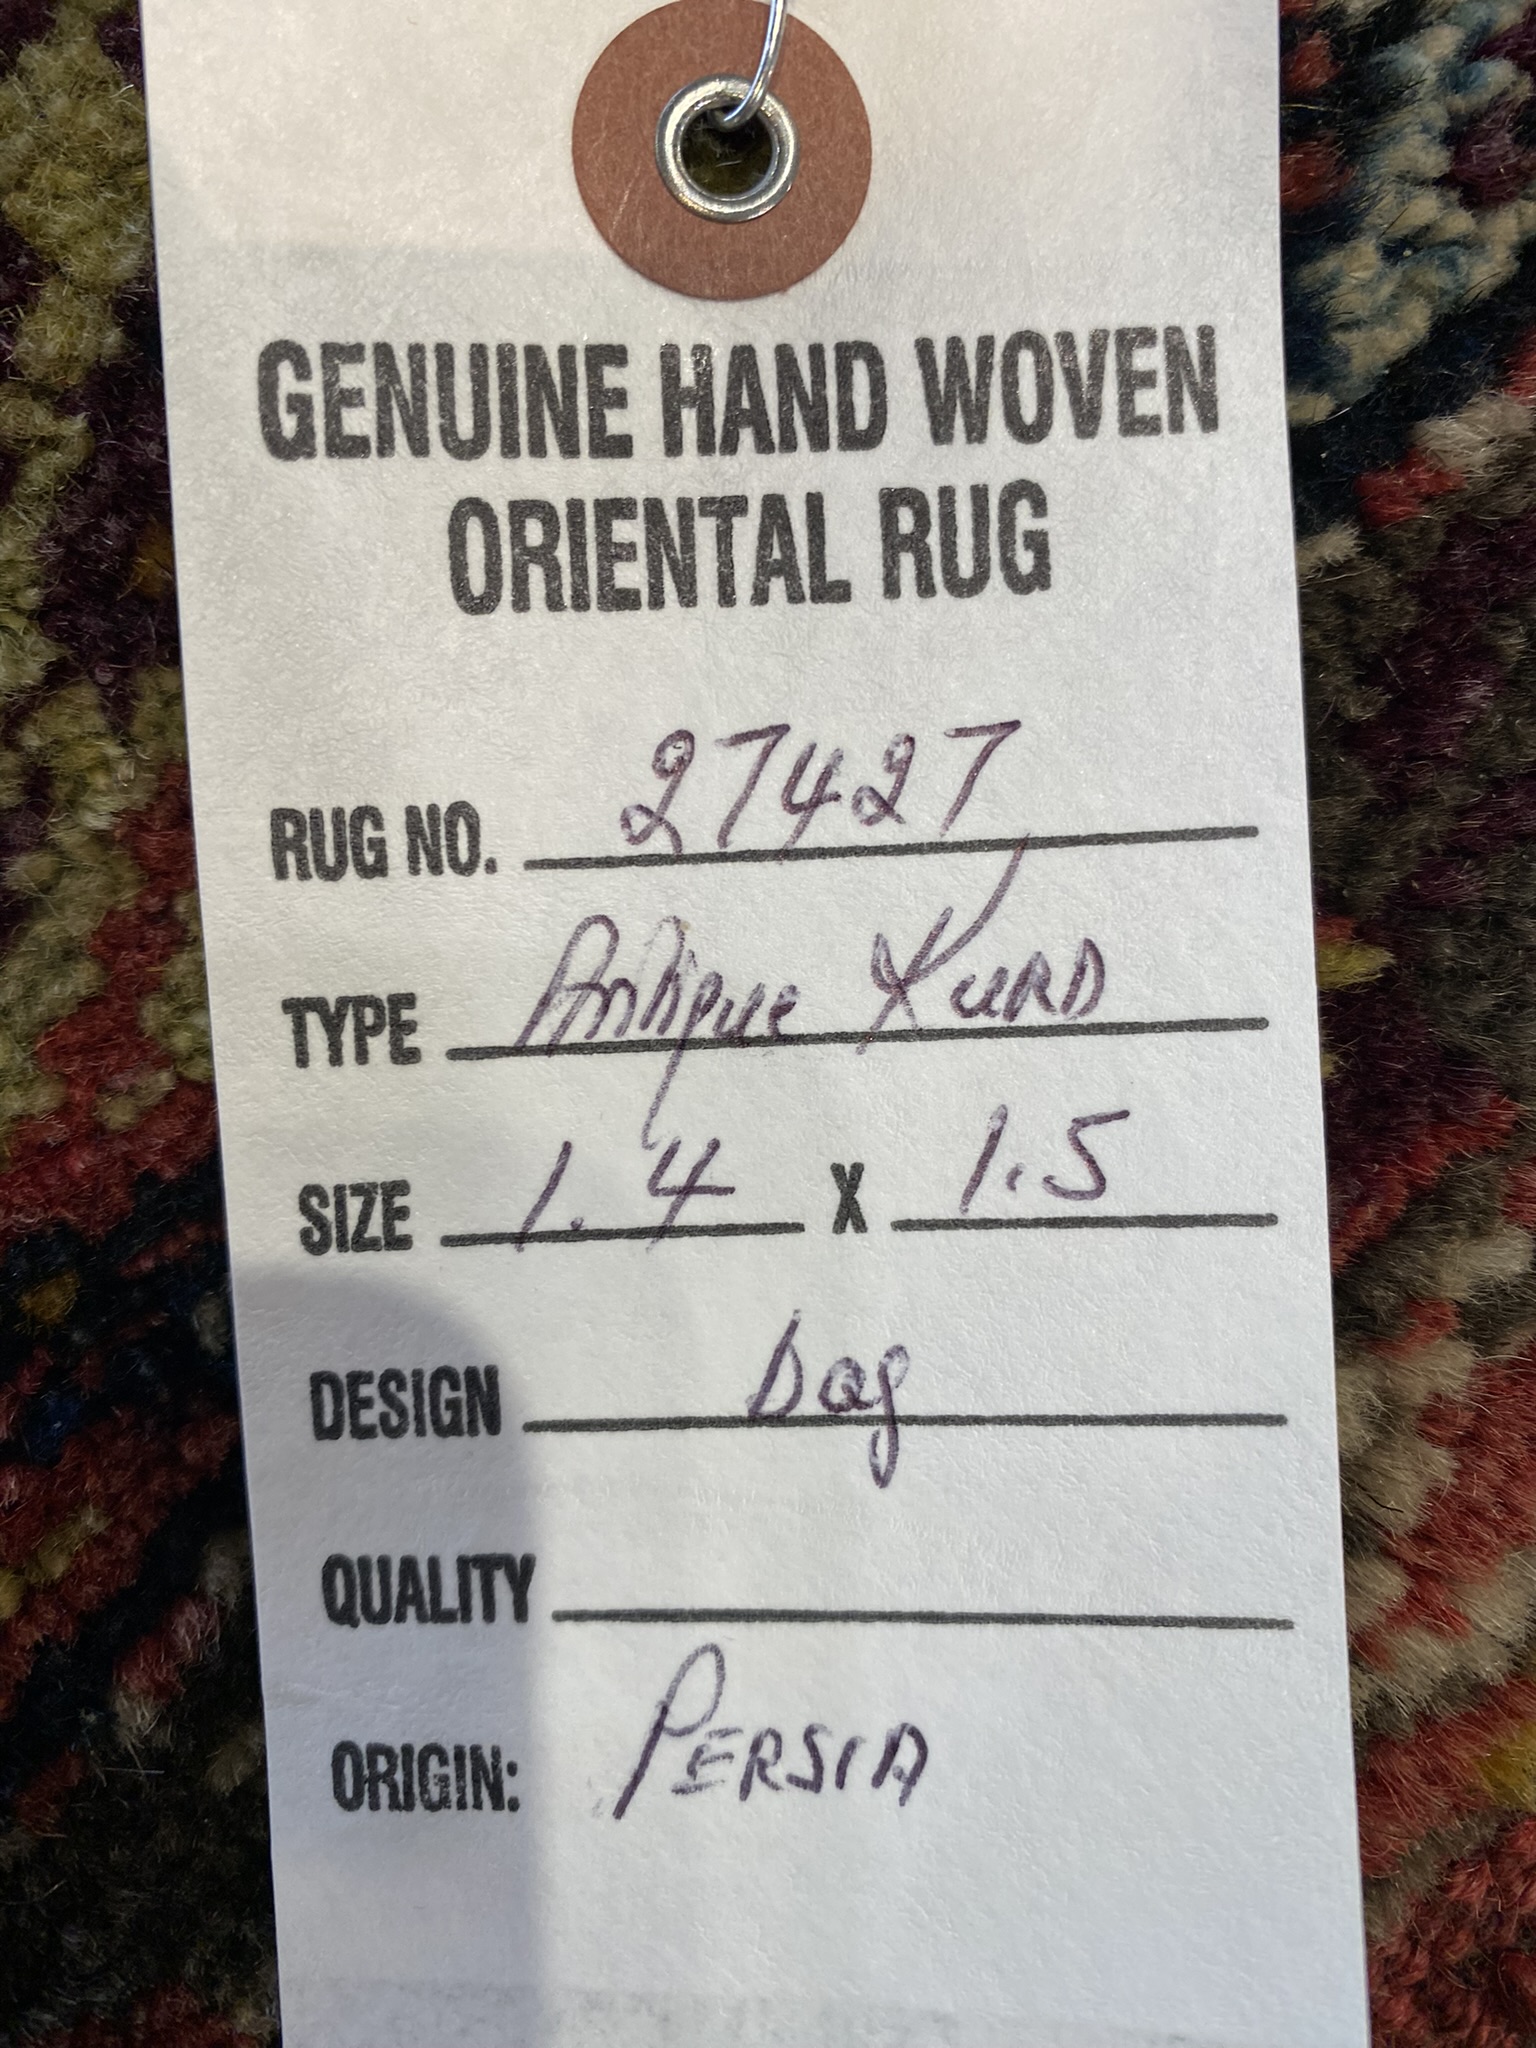 GENUINE HAND WOVEN
ORIENTAL RUG
RUG NO. 27427
TYPE Antique KURD
SIZE 1.4 X 1.5
DESIGN bag
QUALITY
ORIGIN: PERSIA